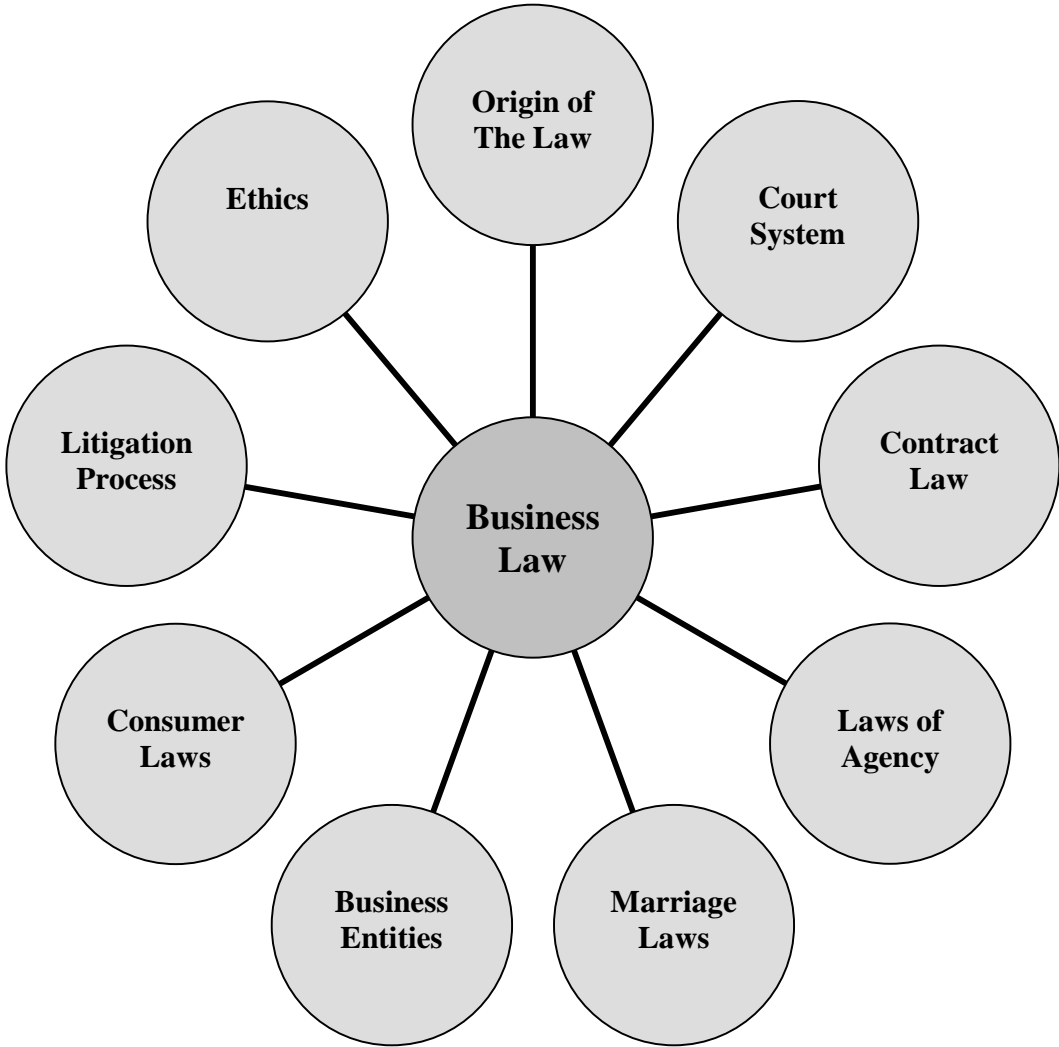 Origin of
The Law
Ethics
Court
System
Litigation
Process
Contract
Law
Business
Law
Consumer
Laws
Laws of
Agency
Business
Entities
Marriage
Laws